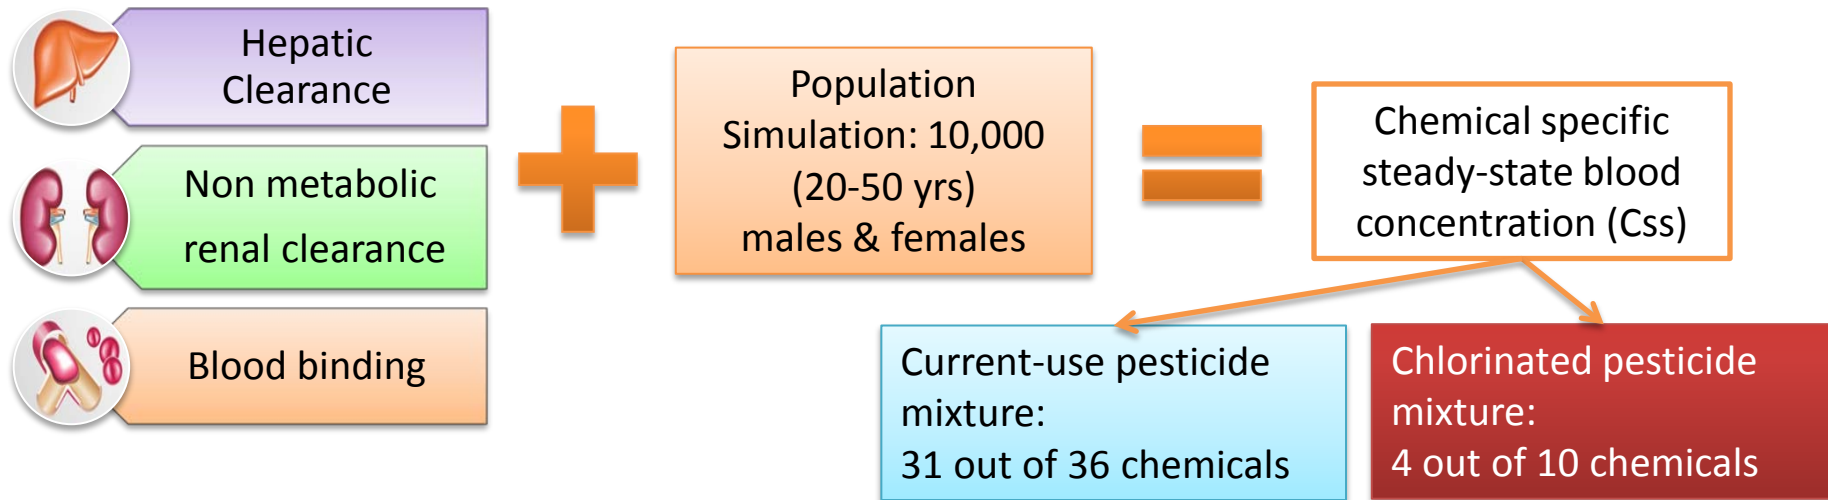 Hepatic
Clearance
Non metabolic
renal clearance
Blood binding
Population
Simulation: 10,000
(20-50 yrs)
males & females
Chemical specific
steady-state blood
concentration (Css)
Current-use pesticide
mixture:
31 out of 36 chemicals
Chlorinated pesticide
mixture:
4 out of 10 chemicals